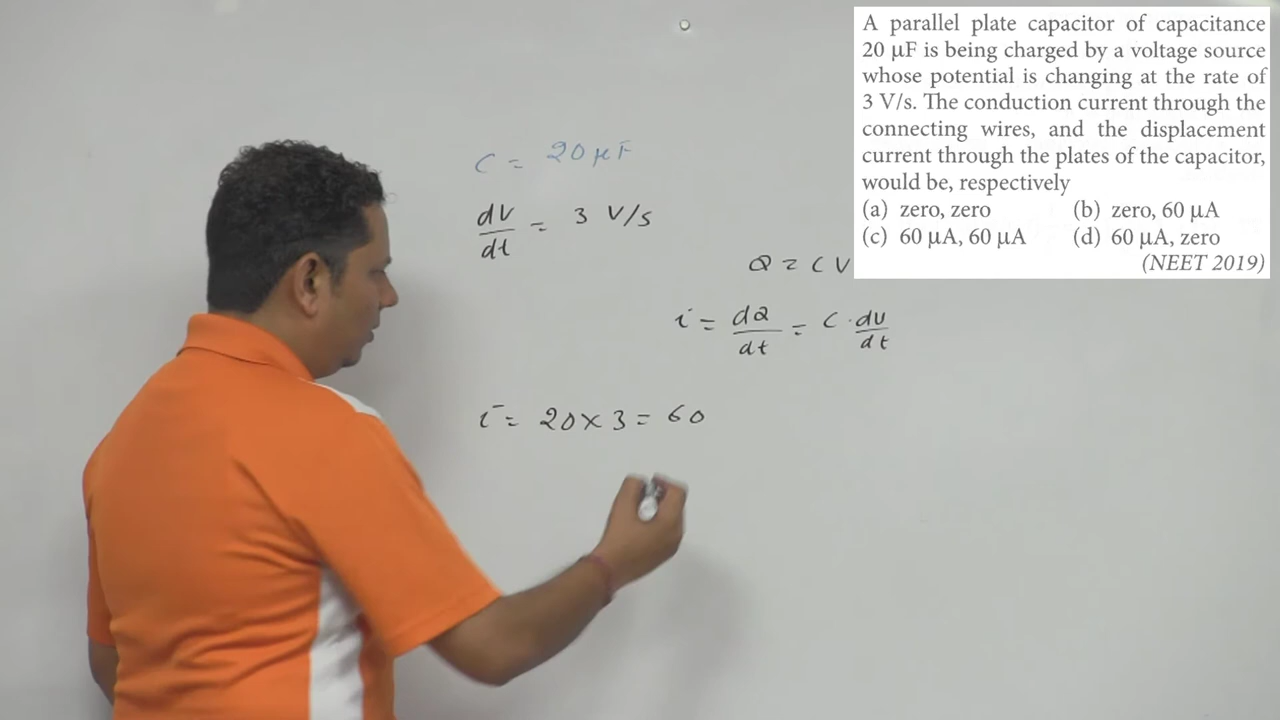 A parallel plate capacitor of capacitance
20 μF is being charged by a voltage source
whose potential is changing at the rate of
3 V/s. The conduction current through the
connecting wires, and the displacement
current through the plates of the capacitor,
would be, respectively
(a) zero, zero (b) zero, 60 μA
(c) 60 μA, 60 μA (d) 60 μA, zero
(NEET 2019)
C = 20 μF
dV/dt = 3 V/s
Q = CV
i = dQ/dt = C · dv/dt
i = 20 × 3 = 60